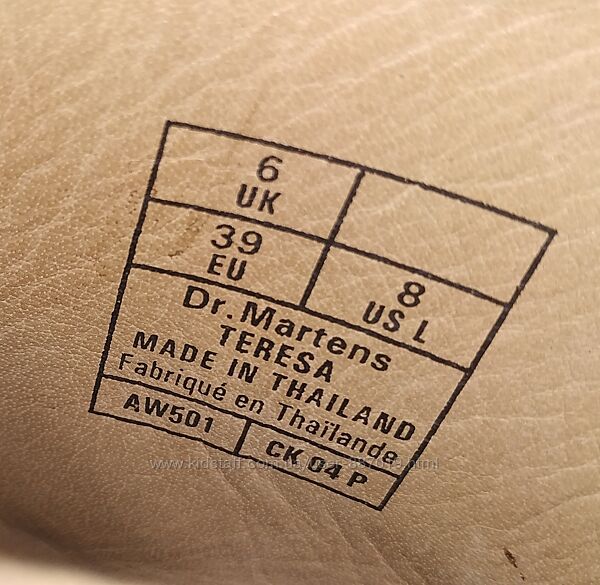 6
UK
39
EU
8
US L
Dr. Martens
TERESA
MADE IN THAILAND
Fabriqué en Thaïlande
AW501
CK 04 P